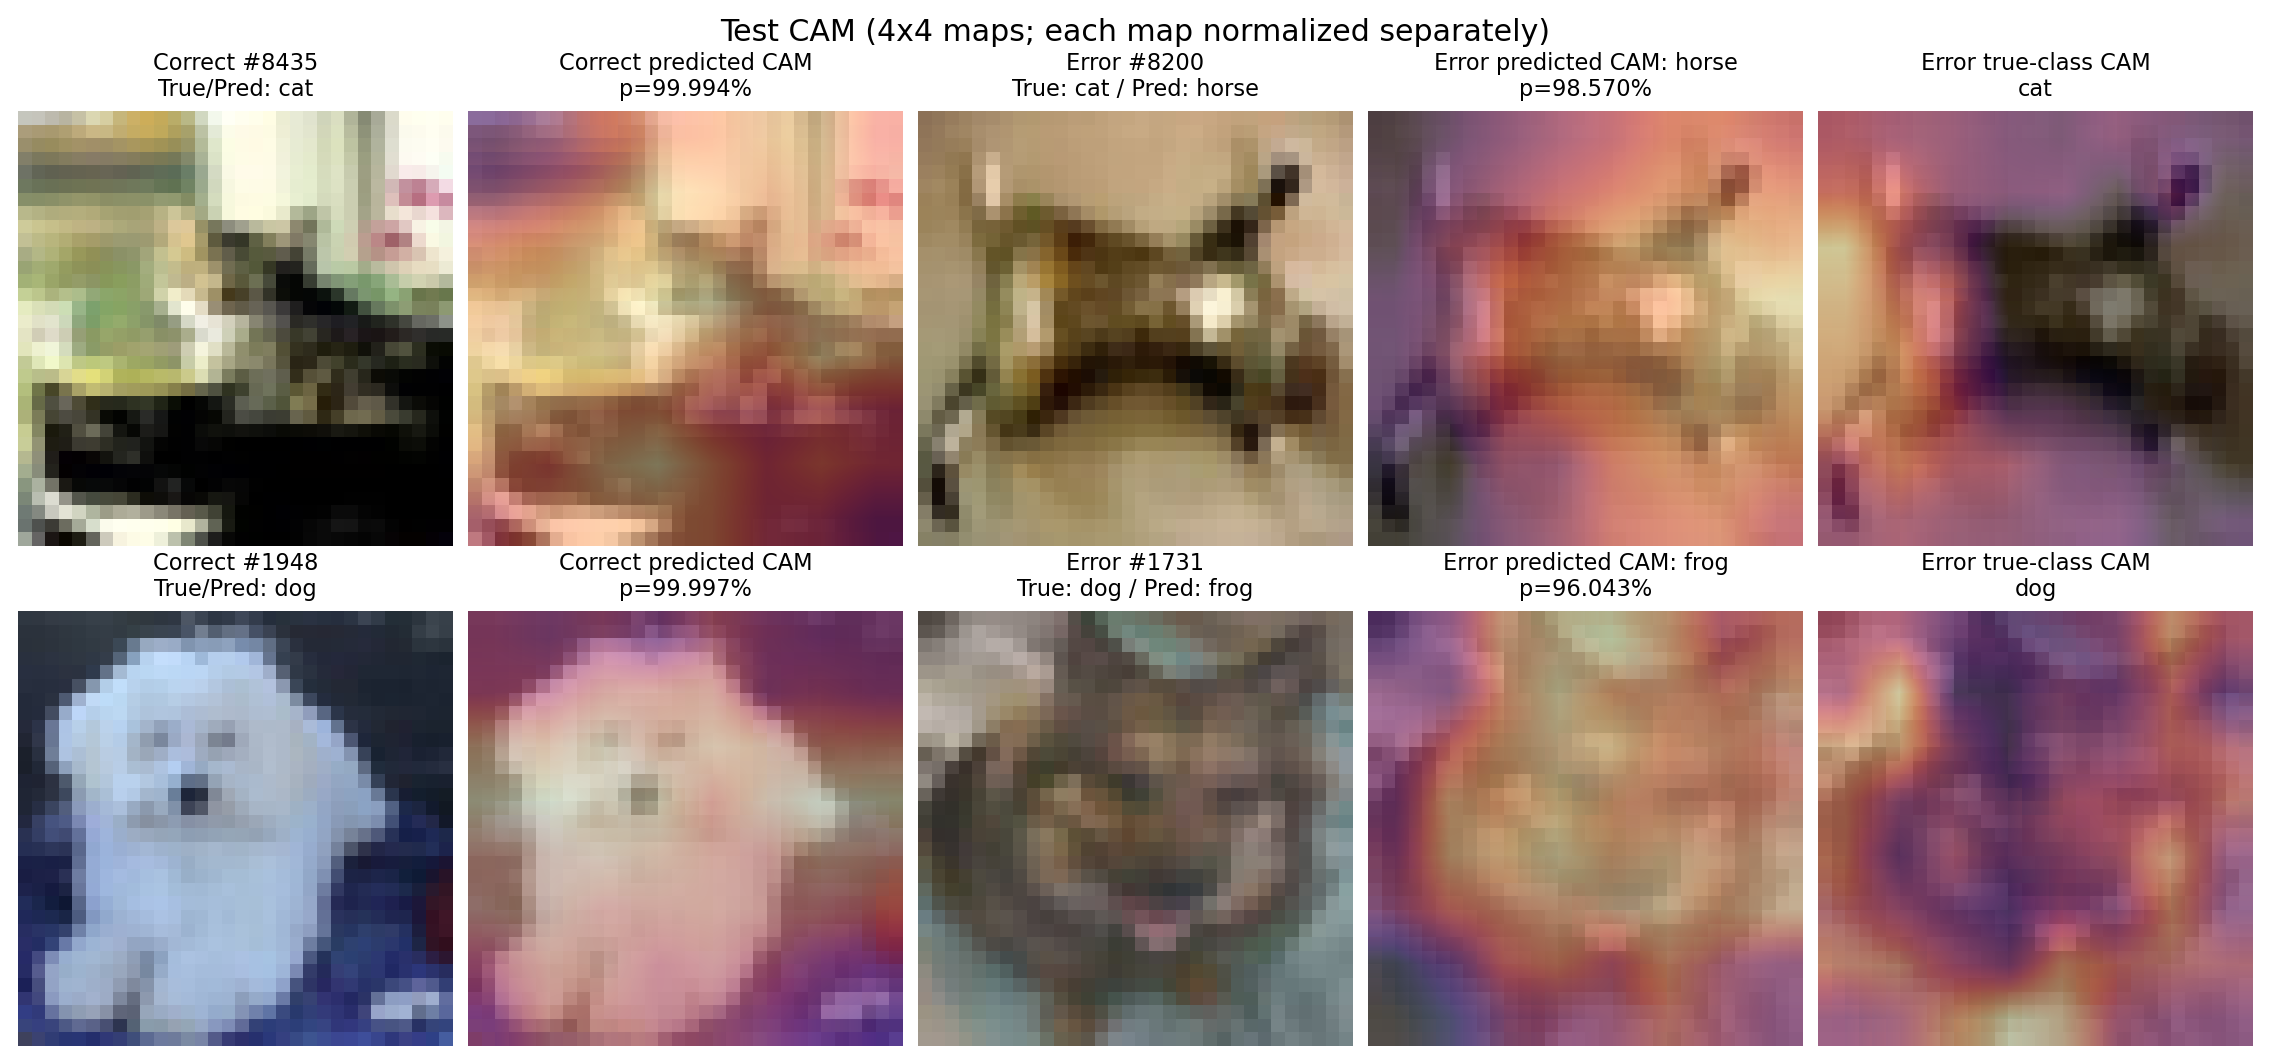 Test CAM (4x4 maps; each map normalized separately)
Correct #8435
True/Pred: cat
Correct predicted CAM
p=99.994%
Error #8200
True: cat / Pred: horse
Error predicted CAM: horse
p=98.570%
Error true-class CAM
cat
Correct #1948
True/Pred: dog
Correct predicted CAM
p=99.997%
Error #1731
True: dog / Pred: frog
Error predicted CAM: frog
p=96.043%
Error true-class CAM
dog